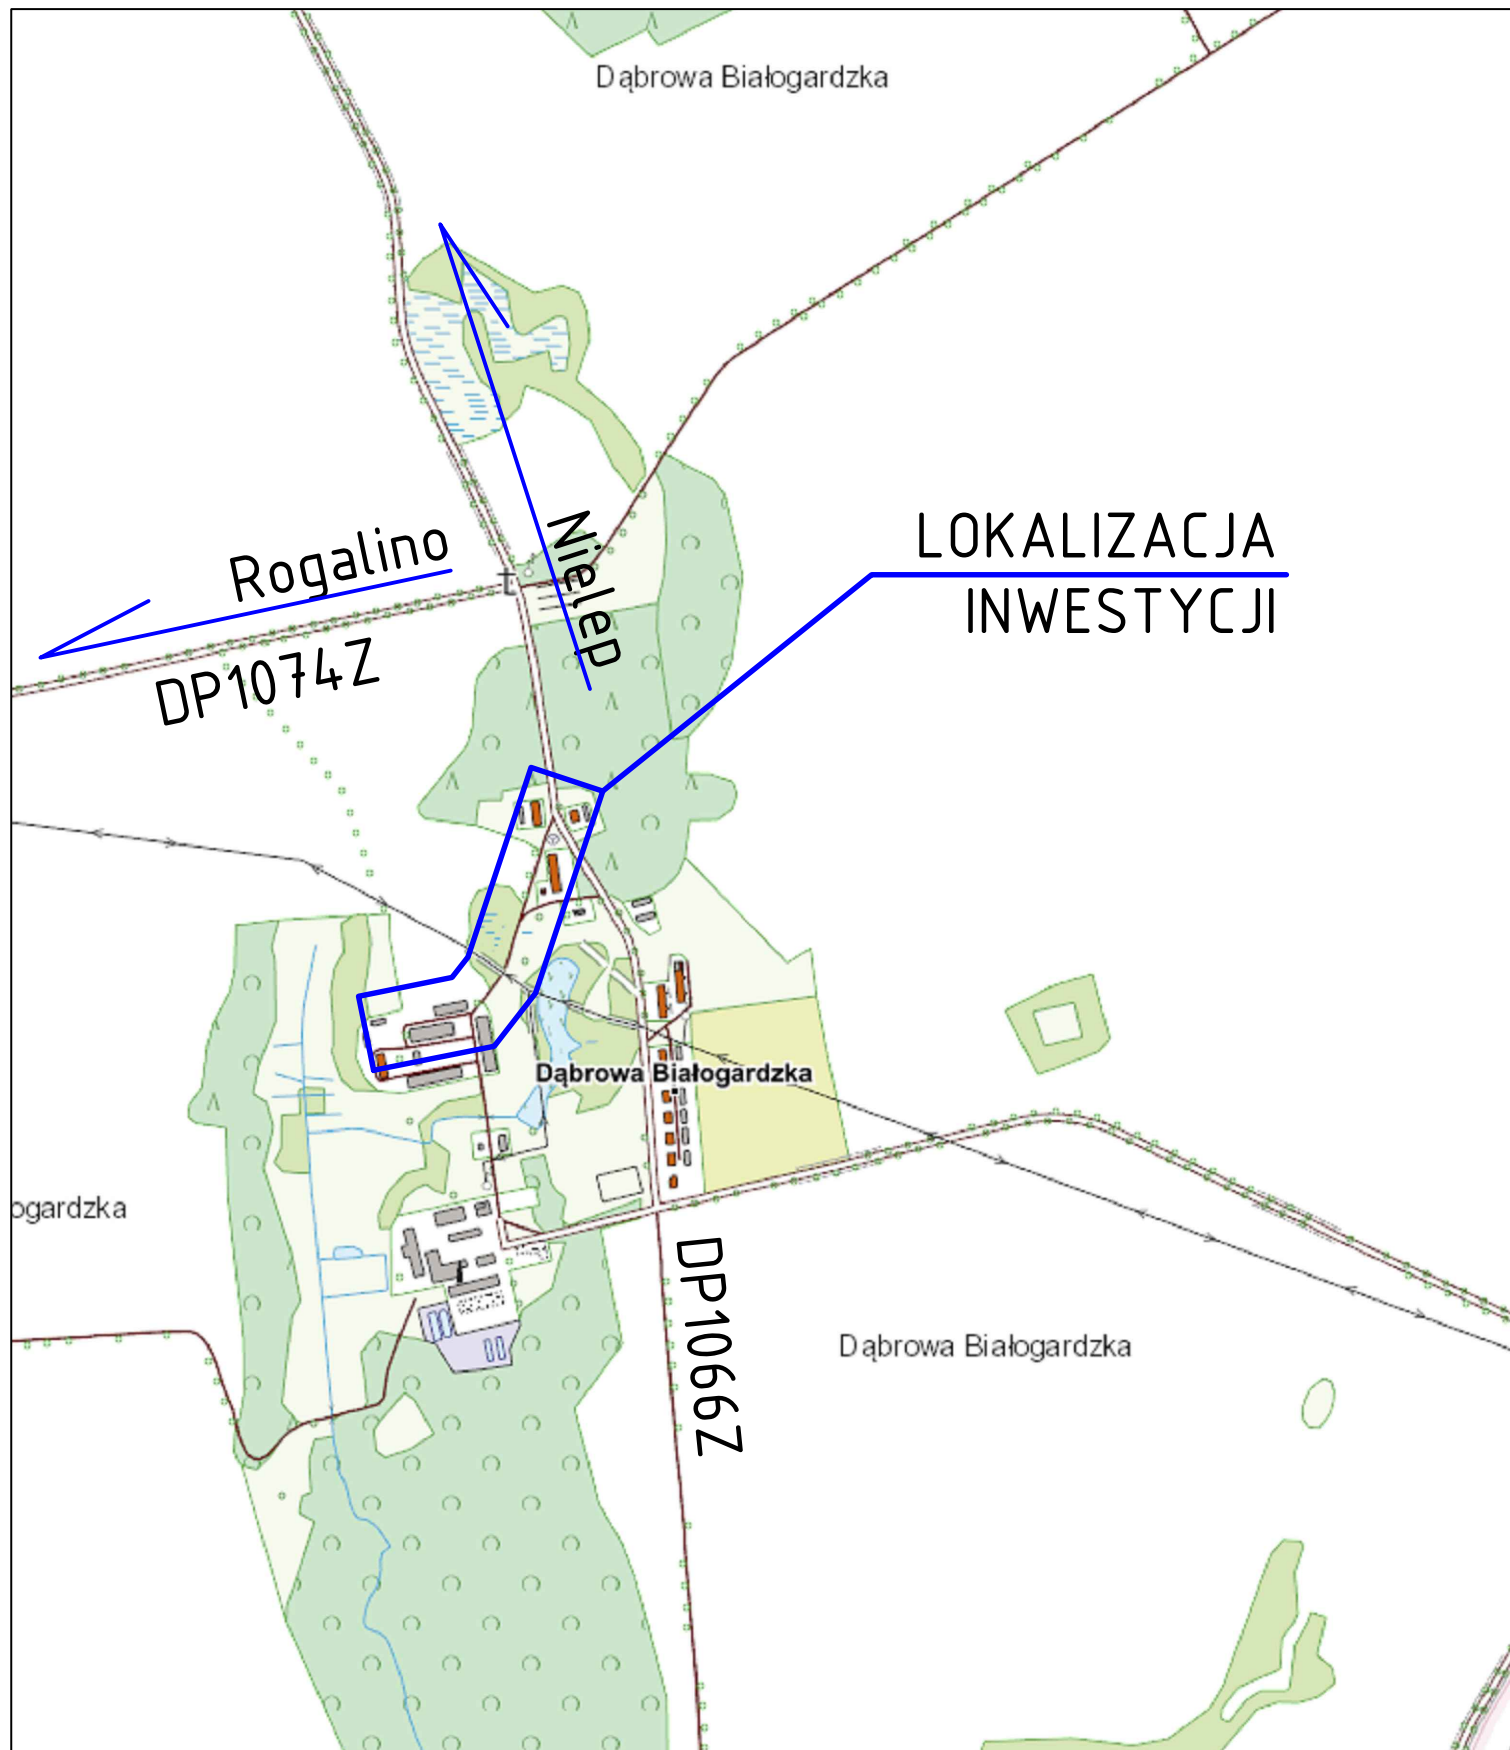 Dąbrowa Białogardzka
Rogalino
Nielep
LOKALIZACJA
INWESTYCJI
DP1074Z
Dąbrowa Białogardzka
ogardzka
DP1066Z
Dąbrowa Białogardzka